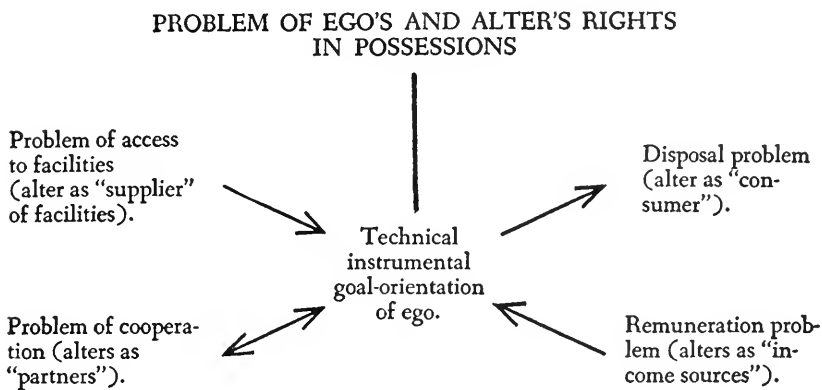 PROBLEM OF EGO'S AND ALTER'S RIGHTS
IN POSSESSIONS
Problem of access
to facilities
(alter as "supplier"
of facilities).
Disposal problem
(alter as "con-
sumer").
Technical
instrumental
goal-orientation
of ego.
Problem of coopera-
tion (alters as
"partners").
Remuneration prob-
lem (alters as "in-
come sources").